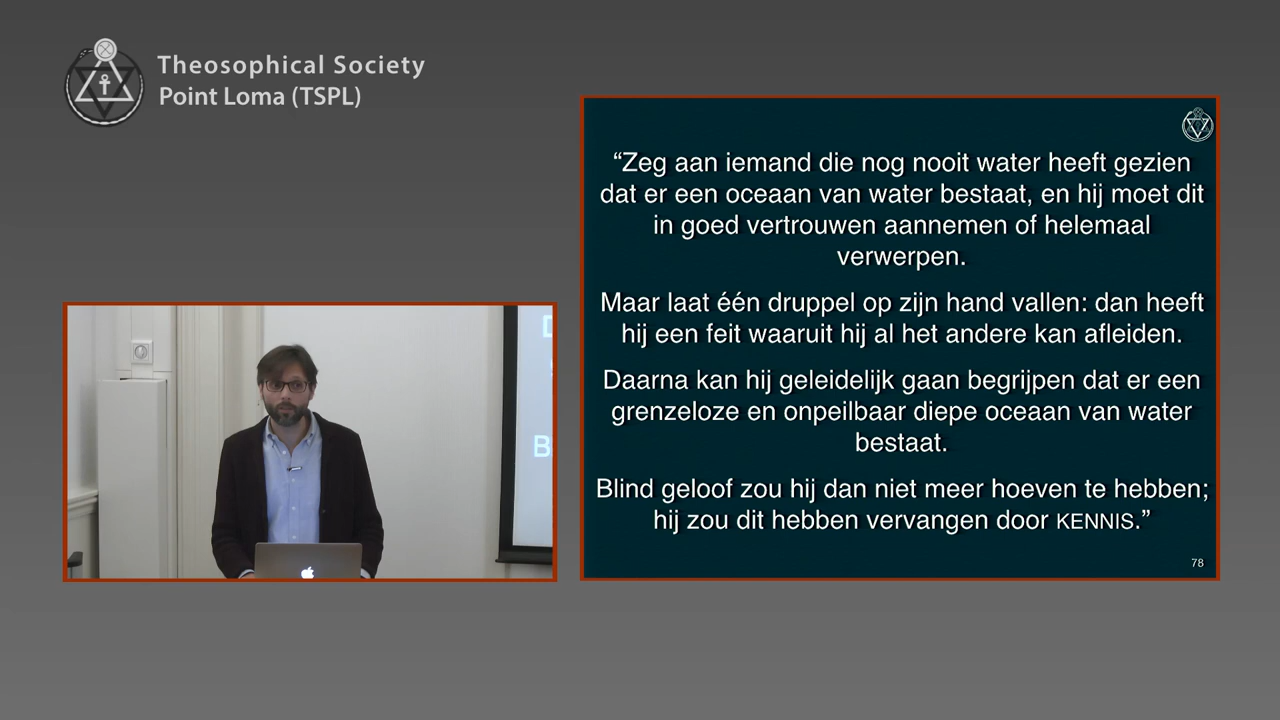 Theosophical Society
Point Loma (TSPL)
“Zeg aan iemand die nog nooit water heeft gezien
dat er een oceaan van water bestaat, en hij moet dit
in goed vertrouwen aannemen of helemaal
verwerpen.
Maar laat één druppel op zijn hand vallen: dan heeft
hij een feit waaruit hij al het andere kan afleiden.
Daarna kan hij geleidelijk gaan begrijpen dat er een
grenzeloze en onpeilbaar diepe oceaan van water
bestaat.
Blind geloof zou hij dan niet meer hoeven te hebben;
hij zou dit hebben vervangen door KENNIS.”
78